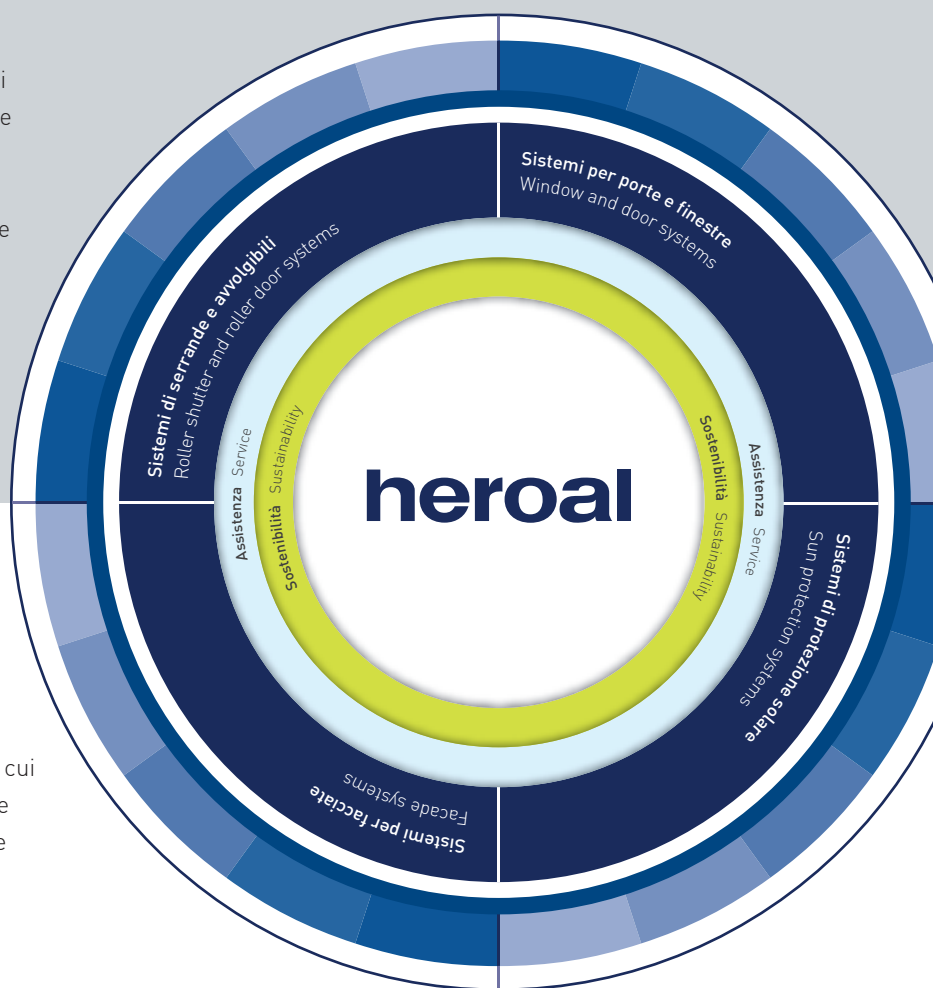 i
e
e
Sistemi per porte e finestre
Window and door systems
Sistemi di serrande e avvolgibili
Roller shutter and roller door systems
Assistenza Service
Sostenibilità Sustainability
heroal
Sostenibilità Sustainability
Assistenza Service
Sistemi di protezione solare
Sun protection systems
Sistemi per facciate
Facade systems
cui
e
e